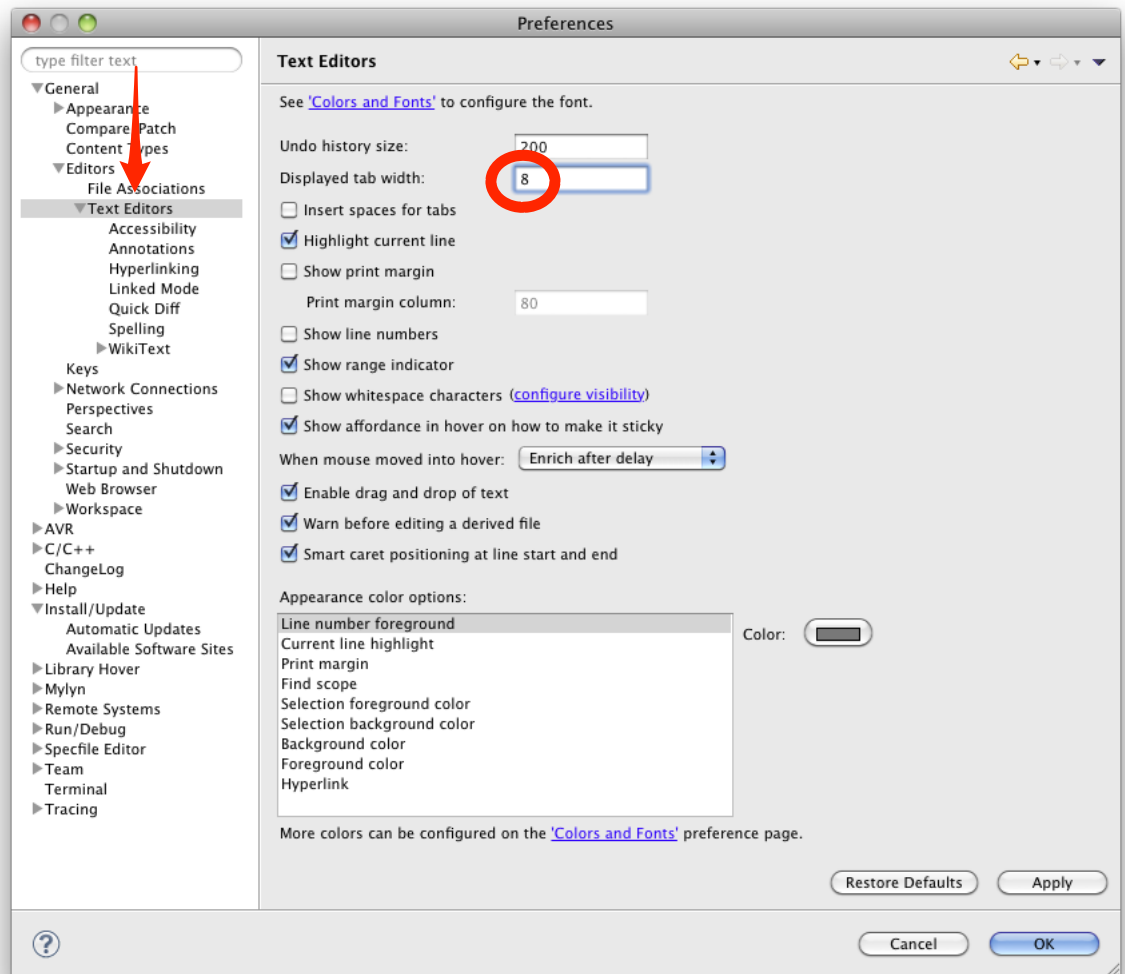 Preferences
type filter text
General
Appearance
Compare/Patch
Content Types
Editors
File Associations
Text Editors
Accessibility
Annotations
Hyperlinking
Linked Mode
Quick Diff
Spelling
WikiText
Keys
Network Connections
Perspectives
Search
Security
Startup and Shutdown
Web Browser
Workspace
AVR
C/C++
ChangeLog
Help
Install/Update
Automatic Updates
Available Software Sites
Library Hover
Mylyn
Remote Systems
Run/Debug
Specfile Editor
Team
Terminal
Tracing
Text Editors
See 'Colors and Fonts' to configure the font.
Undo history size: 200
Displayed tab width: 8
Insert spaces for tabs
Highlight current line
Show print margin
Print margin column: 80
Show line numbers
Show range indicator
Show whitespace characters (configure visibility)
Show affordance in hover on how to make it sticky
When mouse moved into hover: Enrich after delay
Enable drag and drop of text
Warn before editing a derived file
Smart caret positioning at line start and end
Appearance color options:
Line number foreground
Current line highlight
Print margin
Find scope
Selection foreground color
Selection background color
Background color
Foreground color
Hyperlink
Color:
More colors can be configured on the 'Colors and Fonts' preference page.
Restore Defaults Apply
? Cancel OK